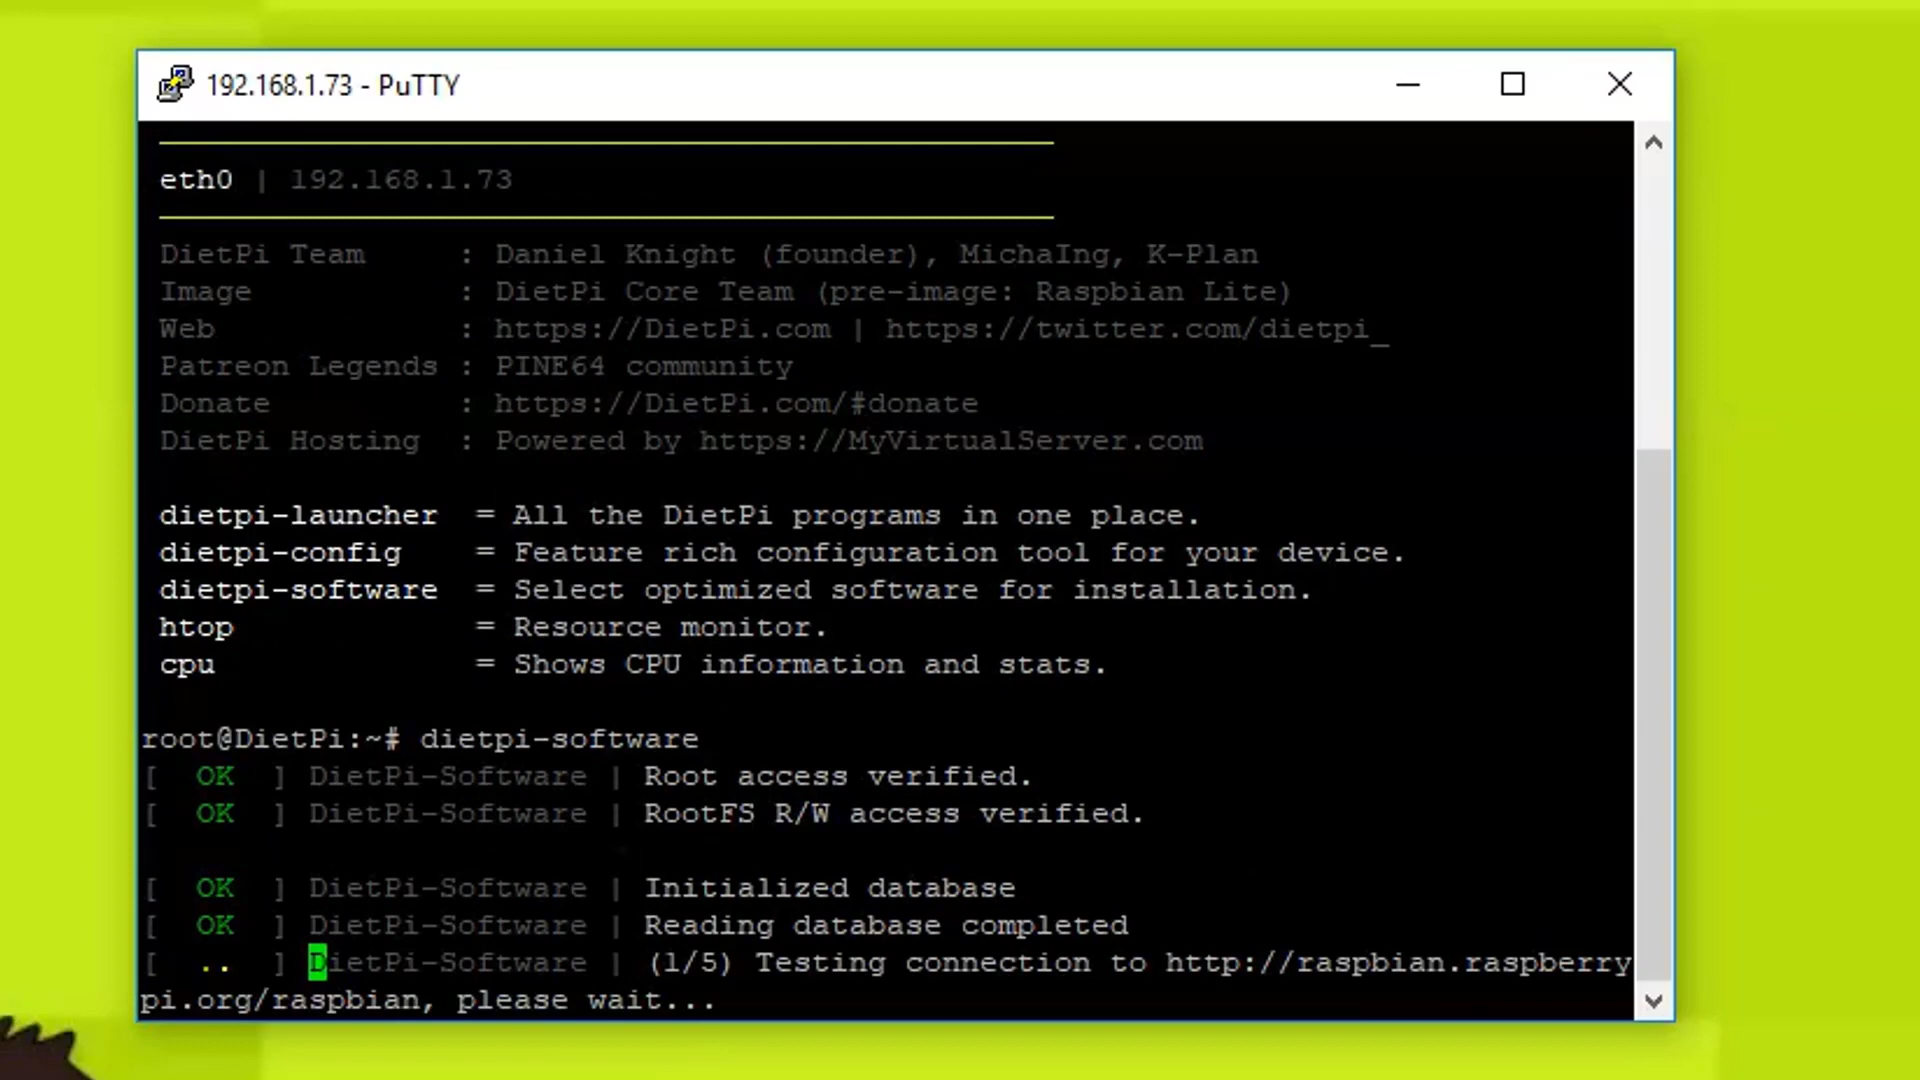 192.168.1.73 - PuTTY
eth0 | 192.168.1.73
DietPi Team : Daniel Knight (founder), MichaIng, K-Plan
Image : DietPi Core Team (pre-image: Raspbian Lite)
Web : https://DietPi.com | https://twitter.com/dietpi_
Patreon Legends : PINE64 community
Donate : https://DietPi.com/#donate
DietPi Hosting : Powered by https://MyVirtualServer.com
dietpi-launcher = All the DietPi programs in one place.
dietpi-config = Feature rich configuration tool for your device.
dietpi-software = Select optimized software for installation.
htop = Resource monitor.
cpu = Shows CPU information and stats.
root@DietPi:~# dietpi-software
[ OK ] DietPi-Software | Root access verified.
[ OK ] DietPi-Software | RootFS R/W access verified.
[ OK ] DietPi-Software | Initialized database
[ OK ] DietPi-Software | Reading database completed
[ .. ] DietPi-Software | (1/5) Testing connection to http://raspbian.raspberry
pi.org/raspbian, please wait...